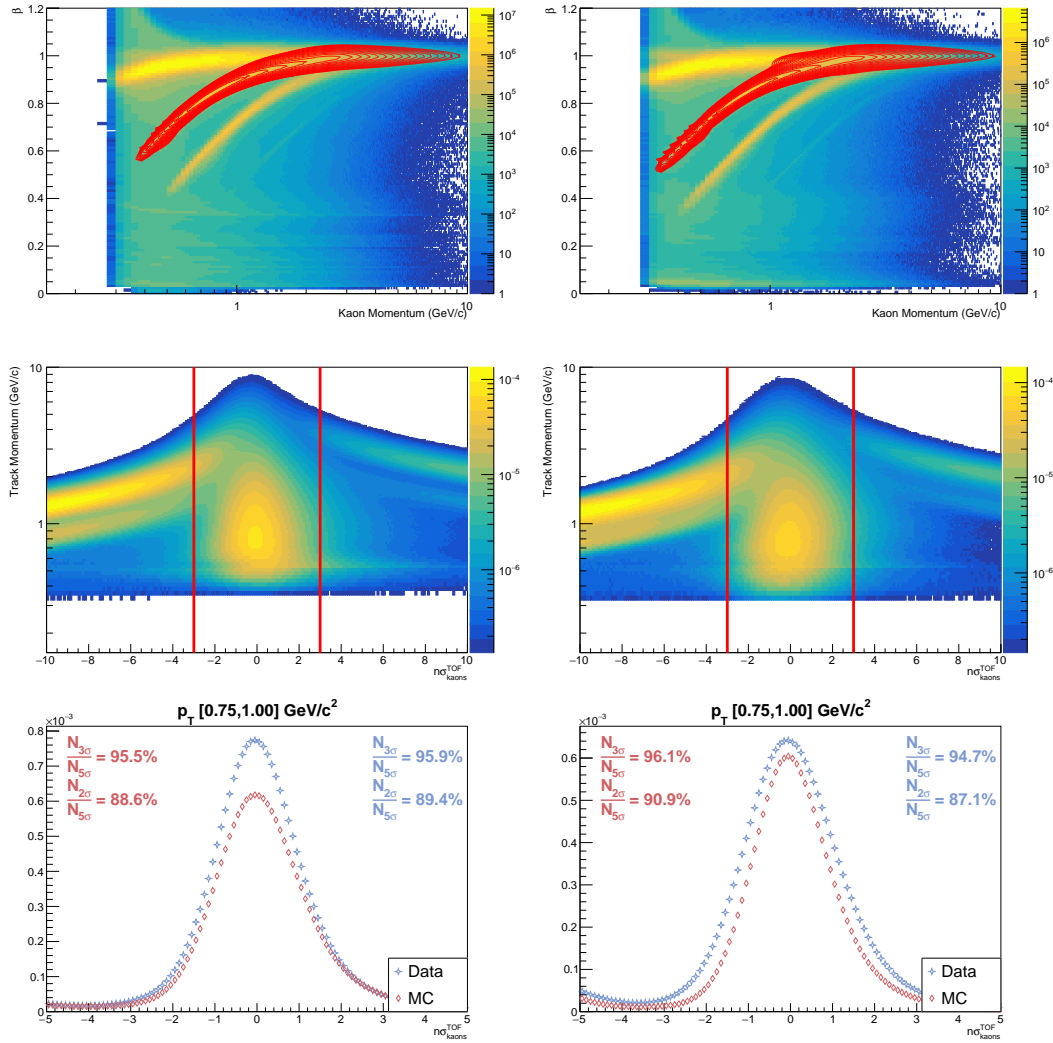 β
1.2
1.0
0.8
0.6
0.4
0.2
0
1
10
Kaon Momentum (GeV/c)
10⁷
10⁶
10⁵
10⁴
10³
10²
10
1
β
1.2
1.0
0.8
0.6
0.4
0.2
0
1
10
Kaon Momentum (GeV/c)
10⁶
10⁵
10⁴
10³
10²
10
1
Track Momentum (GeV/c)
10
1
−10 −8 −6 −4 −2 0 2 4 6 8 10
nσ^TOF_kaons
10⁻⁴
10⁻⁵
10⁻⁶
Track Momentum (GeV/c)
10
1
−10 −8 −6 −4 −2 0 2 4 6 8 10
nσ^TOF_kaons
10⁻⁴
10⁻⁵
10⁻⁶
p_T [0.75,1.00] GeV/c²
×10⁻³
0.8
0.7
0.6
0.5
0.4
0.3
0.2
0.1
0
N_3σ/N_5σ = 95.5%
N_2σ/N_5σ = 88.6%
N_3σ/N_5σ = 95.9%
N_2σ/N_5σ = 89.4%
Data
MC
−5 −4 −3 −2 −1 0 1 2 3 4 5
nσ^TOF_kaons
p_T [0.75,1.00] GeV/c²
×10⁻³
0.6
0.5
0.4
0.3
0.2
0.1
0
N_3σ/N_5σ = 96.1%
N_2σ/N_5σ = 90.9%
N_3σ/N_5σ = 94.7%
N_2σ/N_5σ = 87.1%
Data
MC
−5 −4 −3 −2 −1 0 1 2 3 4 5
nσ^TOF_kaons